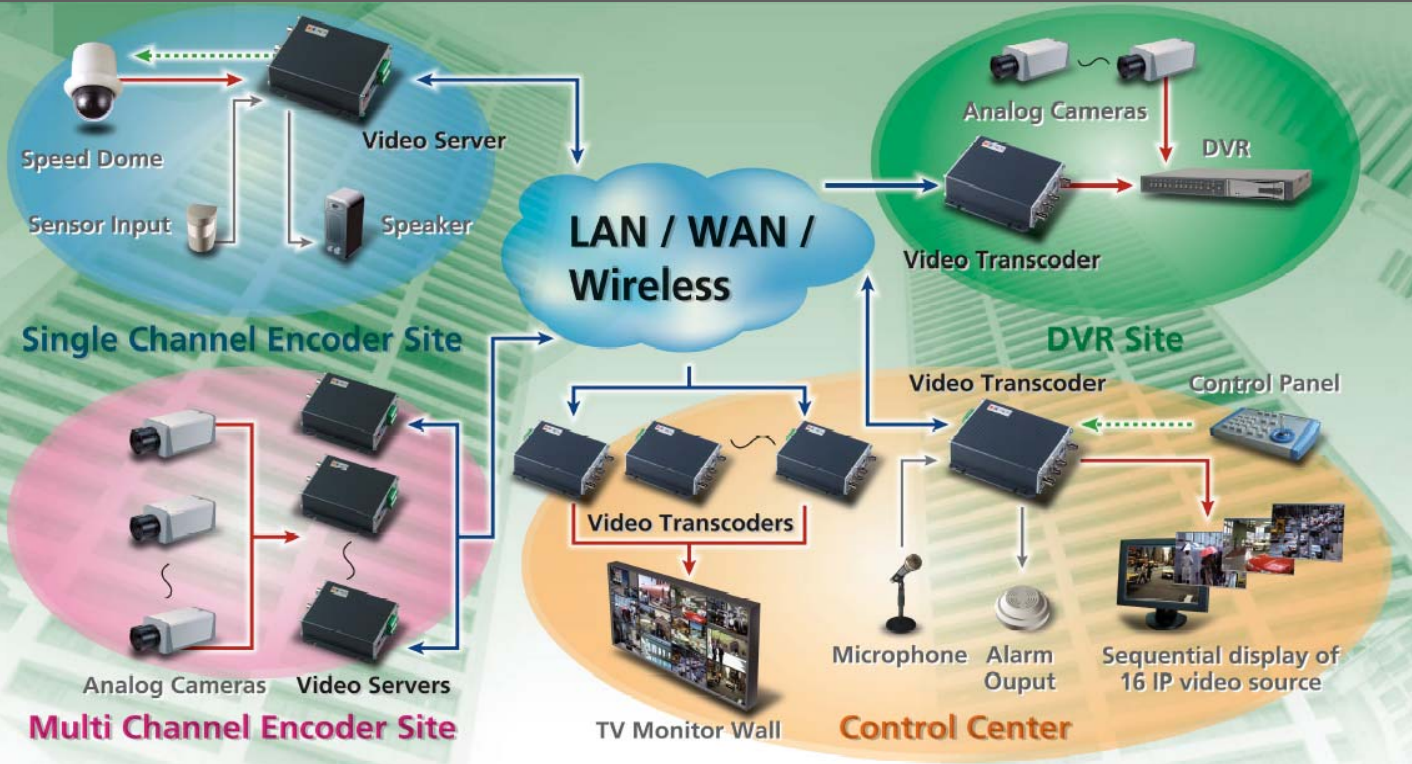 Speed Dome
Video Server
Sensor Input
Speaker
Single Channel Encoder Site
LAN / WAN /
Wireless
Analog Cameras
DVR
Video Transcoder
DVR Site
Analog Cameras
Video Servers
Multi Channel Encoder Site
Video Transcoders
TV Monitor Wall
Video Transcoder
Control Panel
Microphone
Alarm
Ouput
Sequential display of
16 IP video source
Control Center